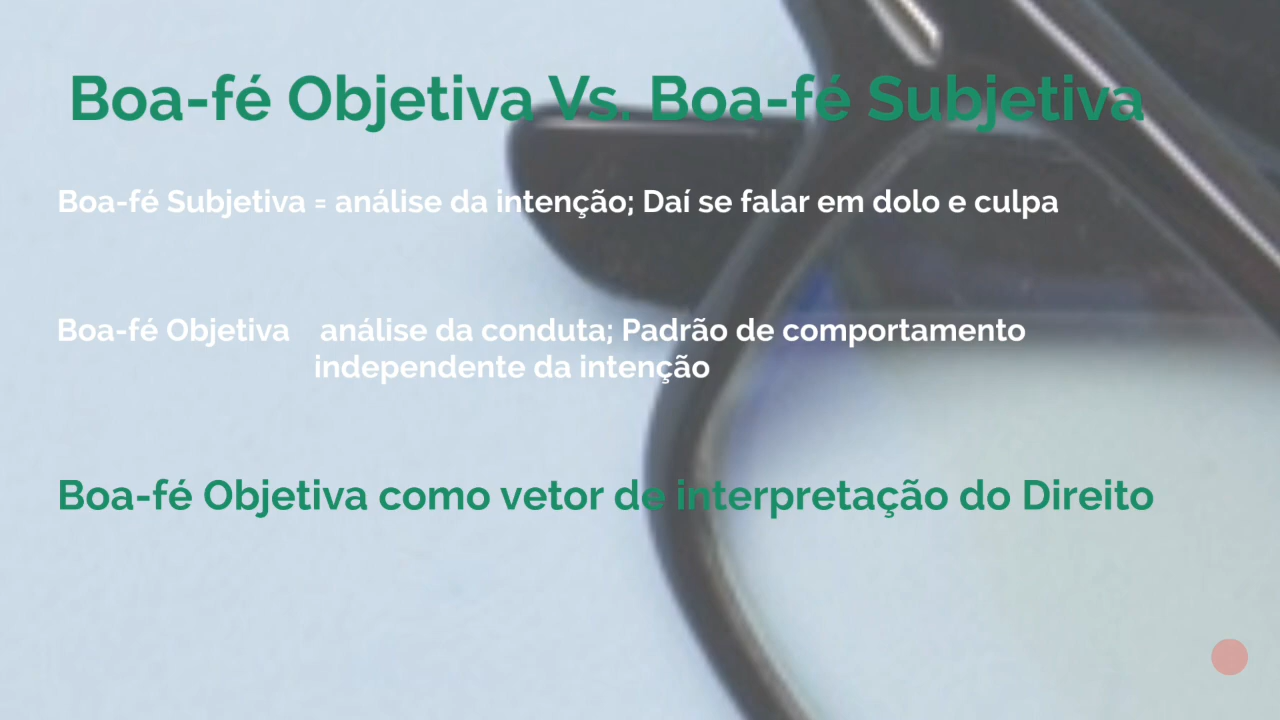 Boa-fé Objetiva Vs. Boa-fé Subjetiva
Boa-fé Subjetiva = análise da intenção; Daí se falar em dolo e culpa
Boa-fé Objetiva análise da conduta; Padrão de comportamento
independente da intenção
Boa-fé Objetiva como vetor de interpretação do Direito